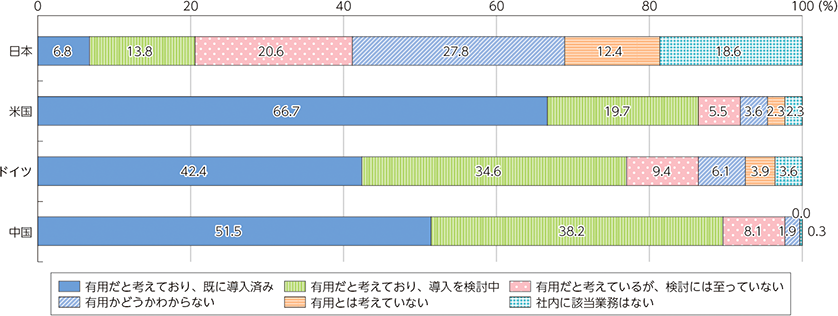 0 20 40 60 80 100 (%)
日本 6.8 13.8 20.6 27.8 12.4 18.6
米国 66.7 19.7 5.5 3.6 2.3 2.3
ドイツ 42.4 34.6 9.4 6.1 3.9 3.6
0.0
中国 51.5 38.2 8.1 1.9 0.3
有用だと考えており、既に導入済み 有用だと考えており、導入を検討中 有用だと考えているが、検討には至っていない
有用かどうかわからない 有用とは考えていない 社内に該当業務はない